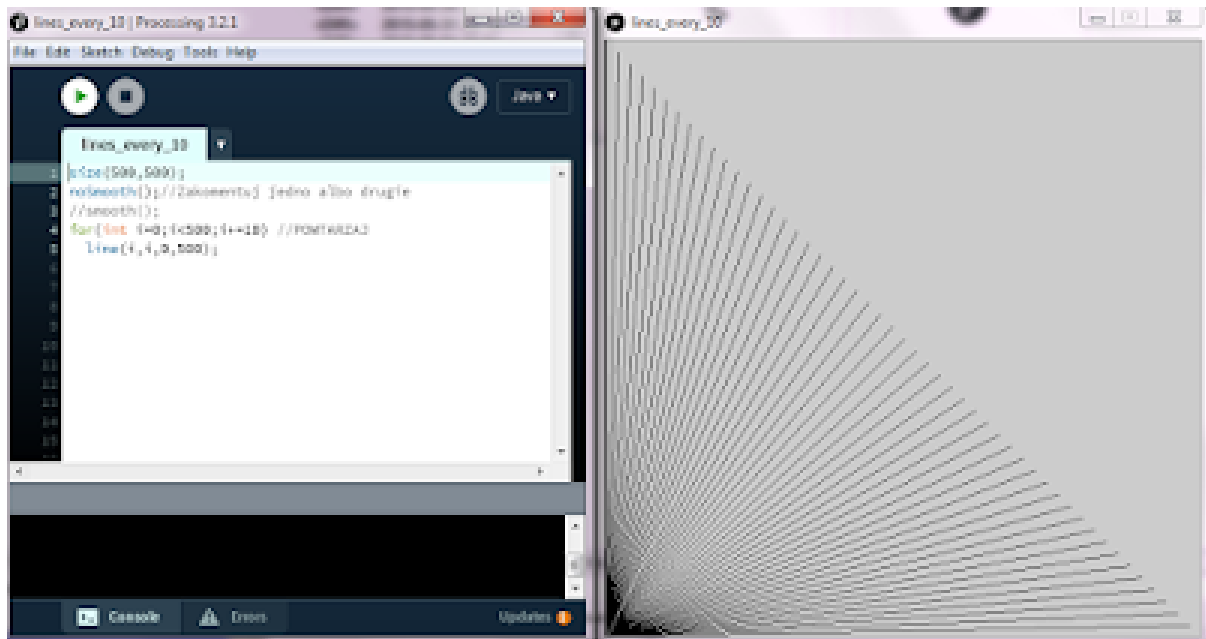 lines_every_10 | Processing 3.2.1
File Edit Sketch Debug Tools Help
Java
lines_every_10
1 size(500,500);
2 noSmooth();//Zakomentuj jedno albo drugie
3 //smooth();
4 for(int i=0;i<500;i+=10) //POWTARZAJ
5 line(i,i,0,500);
6
7
8
9
10
11
12
13
14
15
Console
Errors
Updates 1
lines_every_10